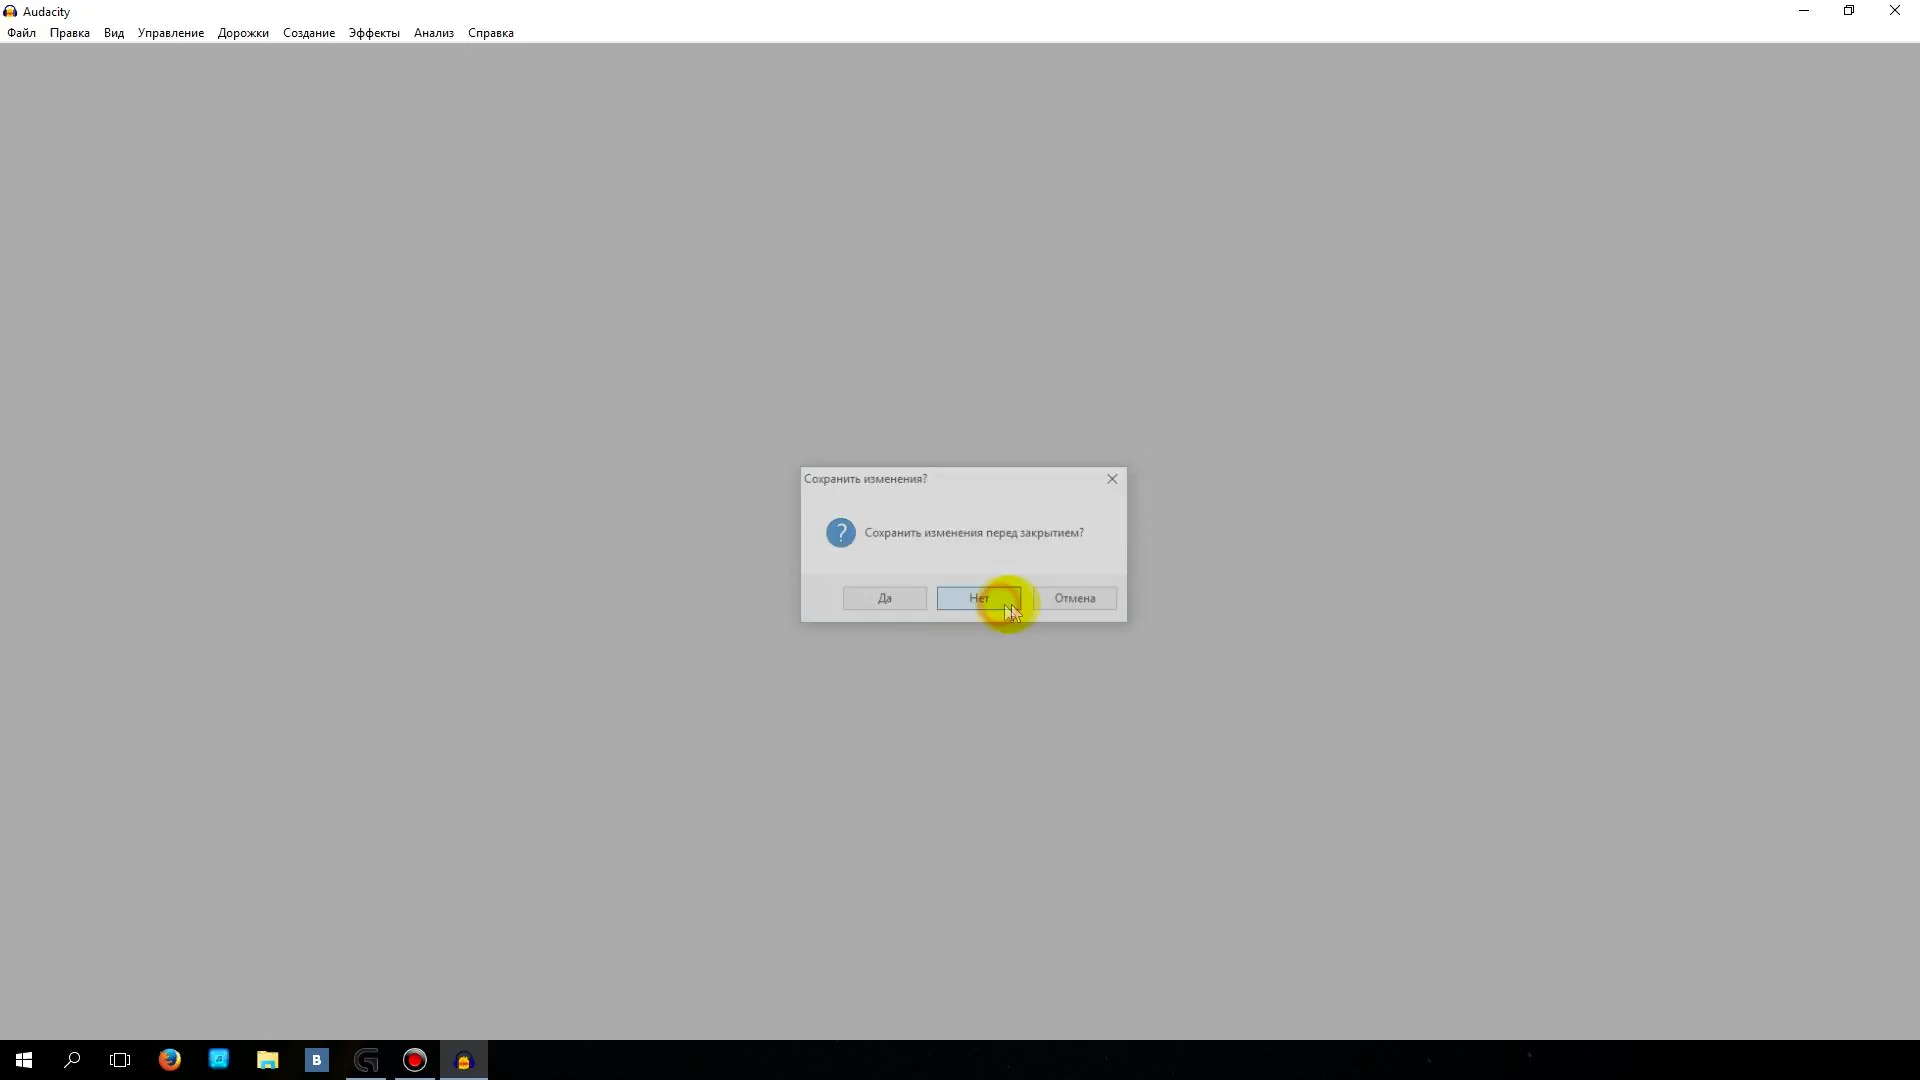 Audacity
Файл Правка Вид Управление Дорожки Создание Эффекты Анализ Справка
Сохранить изменения?
? Сохранить изменения перед закрытием?
Да Нет Отмена
B